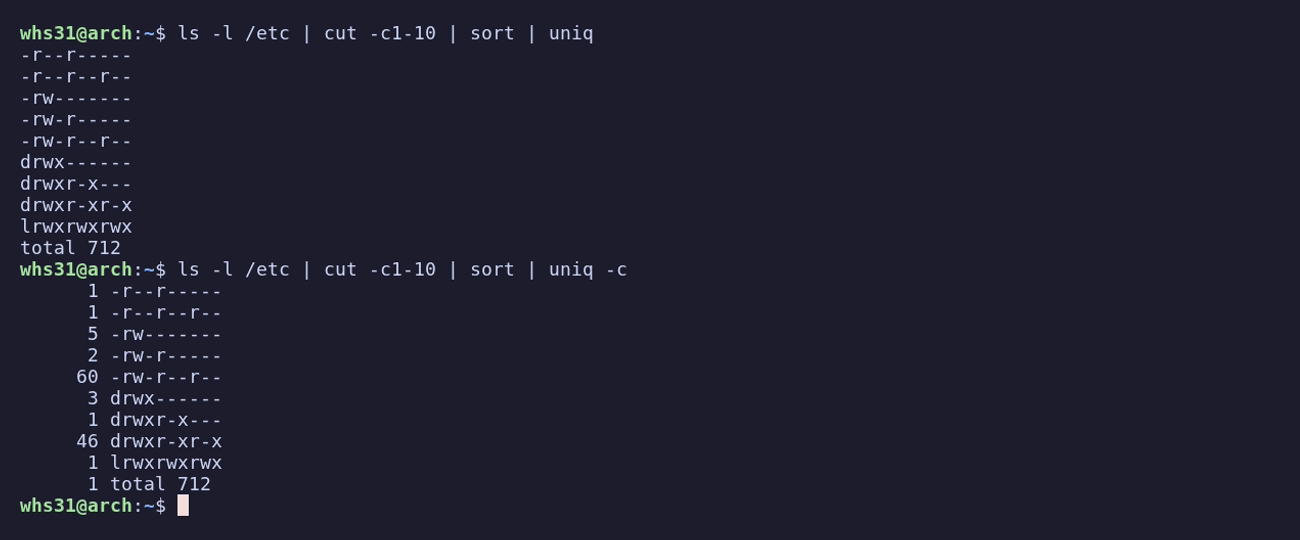 whs31@arch:~$ ls -l /etc | cut -c1-10 | sort | uniq
-r--r-----
-r--r--r--
-rw-------
-rw-r-----
-rw-r--r--
drwx------
drwxr-x---
drwxr-xr-x
lrwxrwxrwx
total 712
whs31@arch:~$ ls -l /etc | cut -c1-10 | sort | uniq -c
      1 -r--r-----
      1 -r--r--r--
      5 -rw-------
      2 -rw-r-----
     60 -rw-r--r--
      3 drwx------
      1 drwxr-x---
     46 drwxr-xr-x
      1 lrwxrwxrwx
      1 total 712
whs31@arch:~$